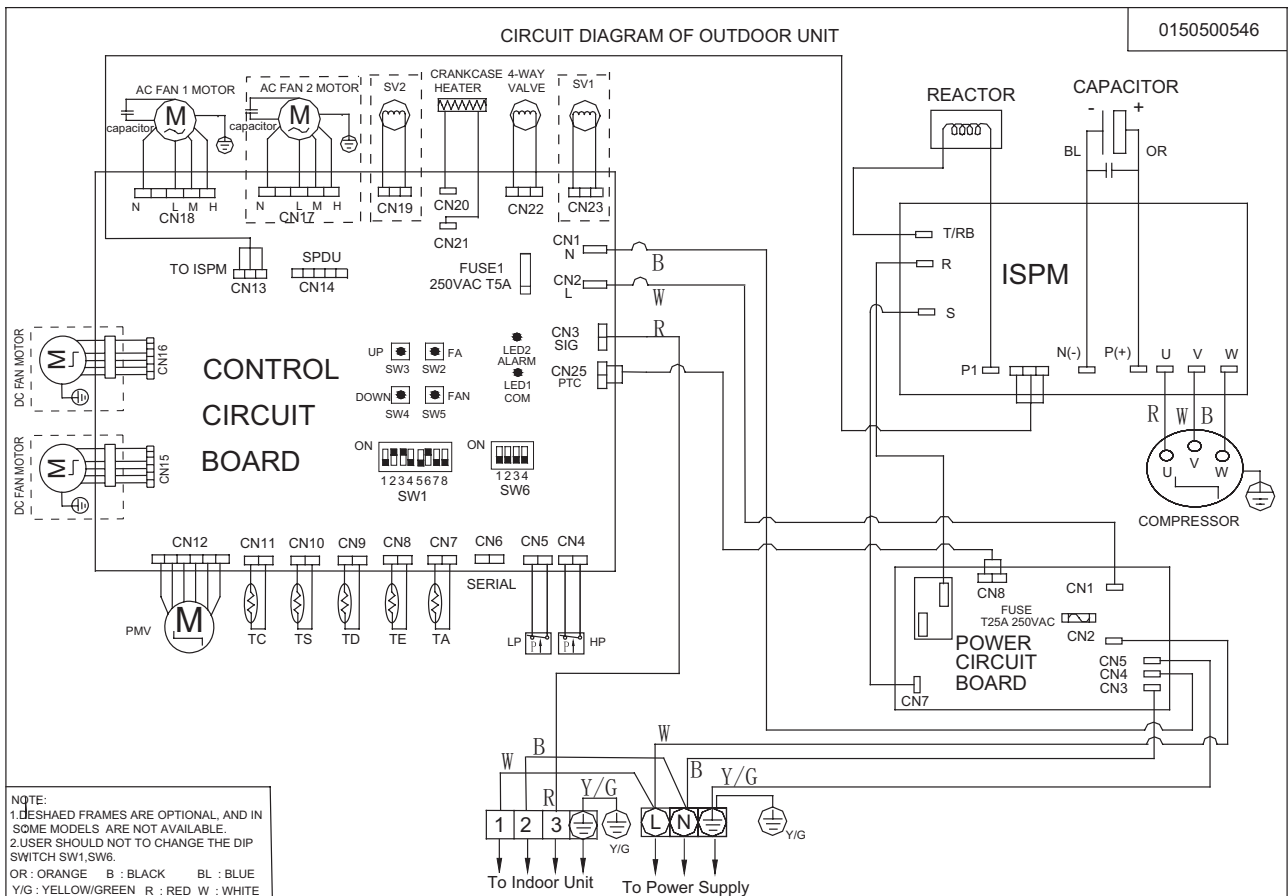 0150500546
CIRCUIT DIAGRAM OF OUTDOOR UNIT
AC FAN 1 MOTOR
M
capacitor
N L M H
CN18
AC FAN 2 MOTOR
M
capacitor
N L M H
CN17
SV2
CN19
CRANKCASE
HEATER
CN20
CN21
4-WAY
VALVE
CN22
SV1
CN23
REACTOR
CAPACITOR
- +
BL
OR
TO ISPM
CN13
SPDU
CN14
FUSE1
250VAC T5A
CN1
N
B
CN2
L
W
CN3
SIG
R
CN25
PTC
T/RB
R
S
ISPM
P1
N(-)
P(+)
U
V
W
R
W
B
U
V
W
COMPRESSOR
DC FAN MOTOR
M
CN16
DC FAN MOTOR
M
CN15
CONTROL
CIRCUIT
BOARD
UP
SW3
SW2
FA
DOWN
SW4
SW5
FAN
LED2
ALARM
LED1
COM
ON
12345678
SW1
ON
1234
SW6
CN12
CN11
CN10
CN9
CN8
CN7
CN6
CN5
CN4
SERIAL
PMV
M
TC
TS
TD
TE
TA
LP
P
P
HP
CN8
CN1
FUSE
T25A 250VAC
CN2
POWER
CIRCUIT
BOARD
CN5
CN4
CN3
CN7
W
B
R
Y/G
W
B
Y/G
1
2
3
Y/G
L
N
Y/G
To Indoor Unit
To Power Supply
NOTE:
1.DESHAED FRAMES ARE OPTIONAL, AND IN
SOME MODELS ARE NOT AVAILABLE.
2.USER SHOULD NOT TO CHANGE THE DIP
SWITCH SW1,SW6.
OR : ORANGE B : BLACK BL : BLUE
Y/G : YELLOW/GREEN R : RED W : WHITE